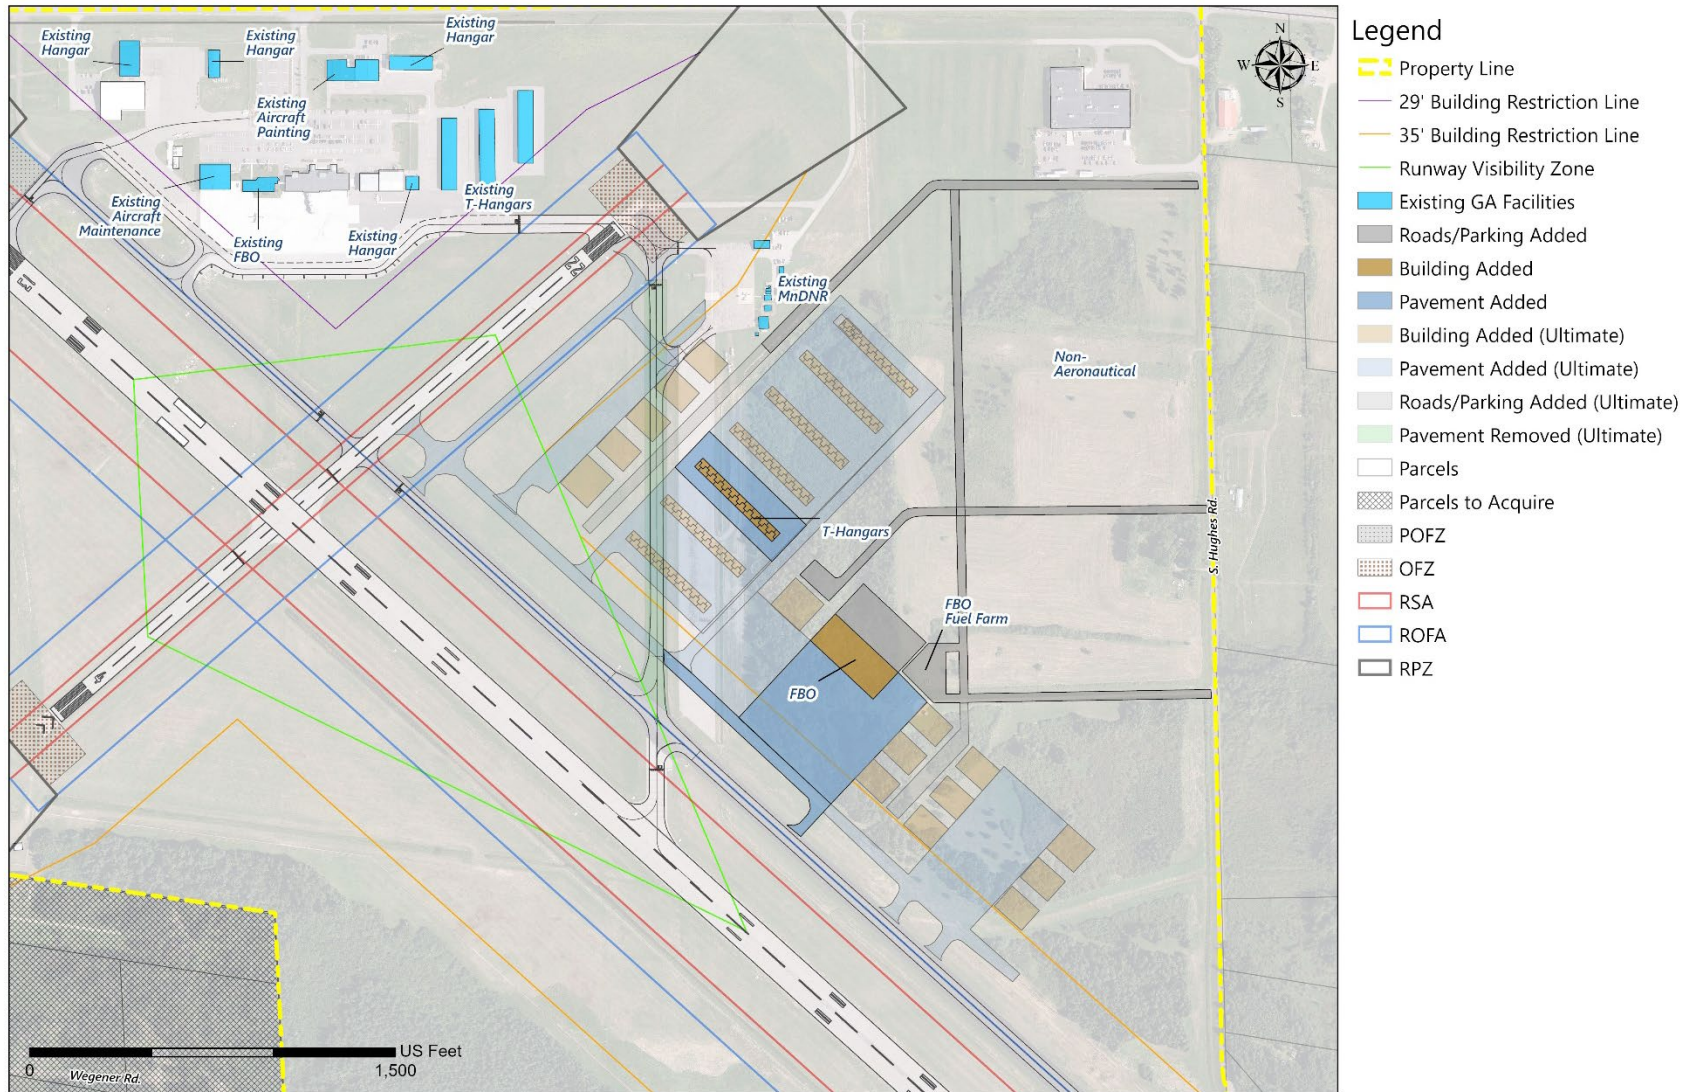 Existing
Hangar
Existing
Hangar
Existing
Hangar
Existing
Aircraft
Painting
N
W
E
S
Existing
Aircraft
Maintenance
Existing
FBO
Existing
Hangar
Existing
T-Hangars
22
Existing
MnDNR
Non-
Aeronautical
T-Hangars
S. Hughes Rd.
FBO
Fuel Farm
FBO
4
0
1,500
US Feet
Wegener Rd.
Legend
Property Line
29' Building Restriction Line
35' Building Restriction Line
Runway Visibility Zone
Existing GA Facilities
Roads/Parking Added
Building Added
Pavement Added
Building Added (Ultimate)
Pavement Added (Ultimate)
Roads/Parking Added (Ultimate)
Pavement Removed (Ultimate)
Parcels
Parcels to Acquire
POFZ
OFZ
RSA
ROFA
RPZ